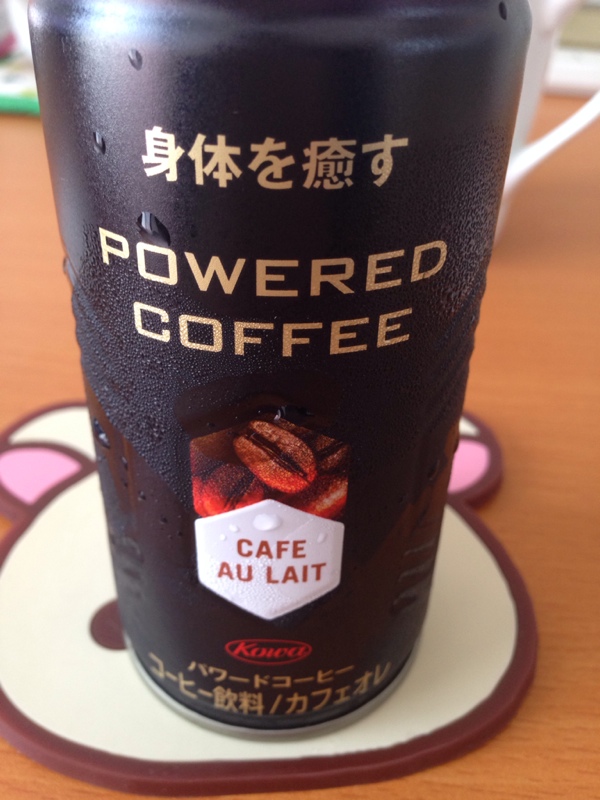 身体を癒す
POWERED
COFFEE
CAFE
AU LAIT
Kowa
パワードコーヒー
コーヒー飲料/カフェオレ